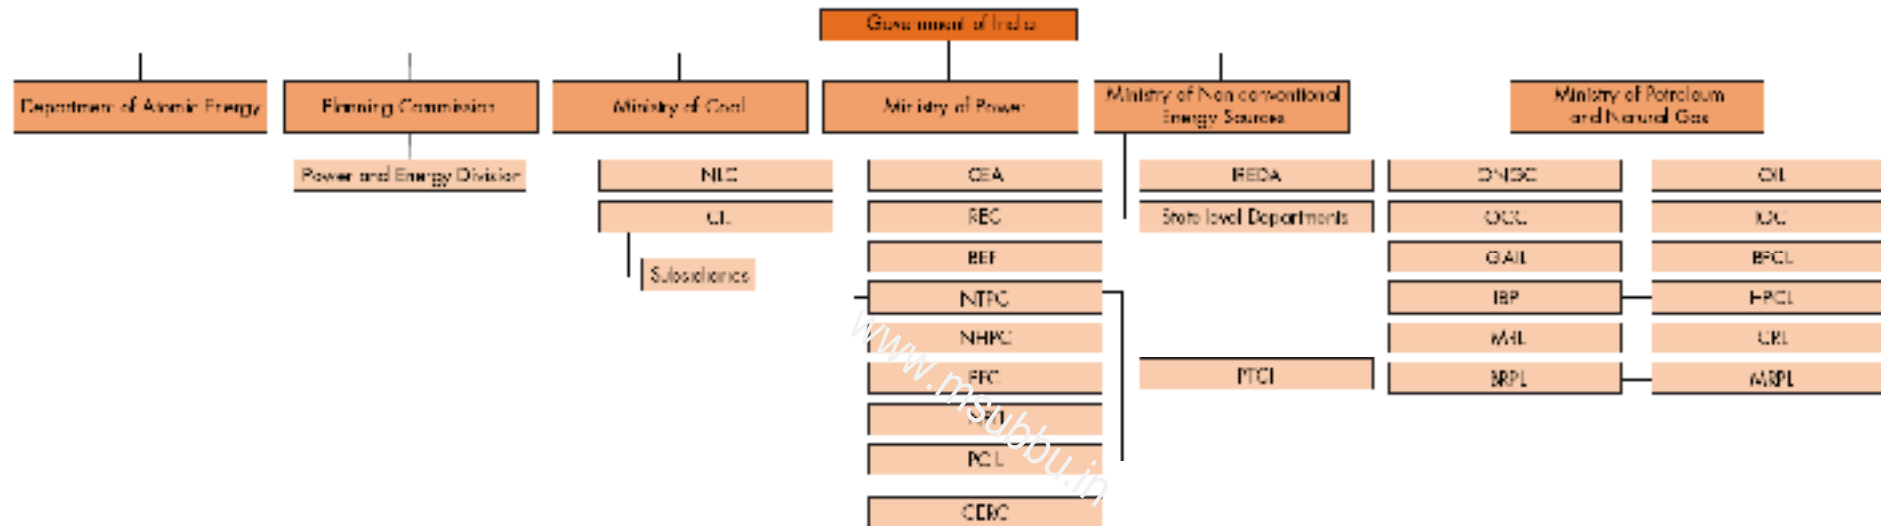 Government of India
Department of Atomic Energy
Planning Commission
Ministry of Coal
Ministry of Power
Ministry of Non-conventional
Energy Sources
Ministry of Petroleum
and Natural Gas
Power and Energy Division
NLC
CEA
IREDA
ONGC
OIL
CIL
REC
State level Departments
OCC
IOC
Subsidiaries
BEE
GAIL
BPCL
NTPC
IBP
HPCL
NHPC
MRL
CRL
PFC
PTCI
BRPL
MRPL
CERC
www.msubbu.in